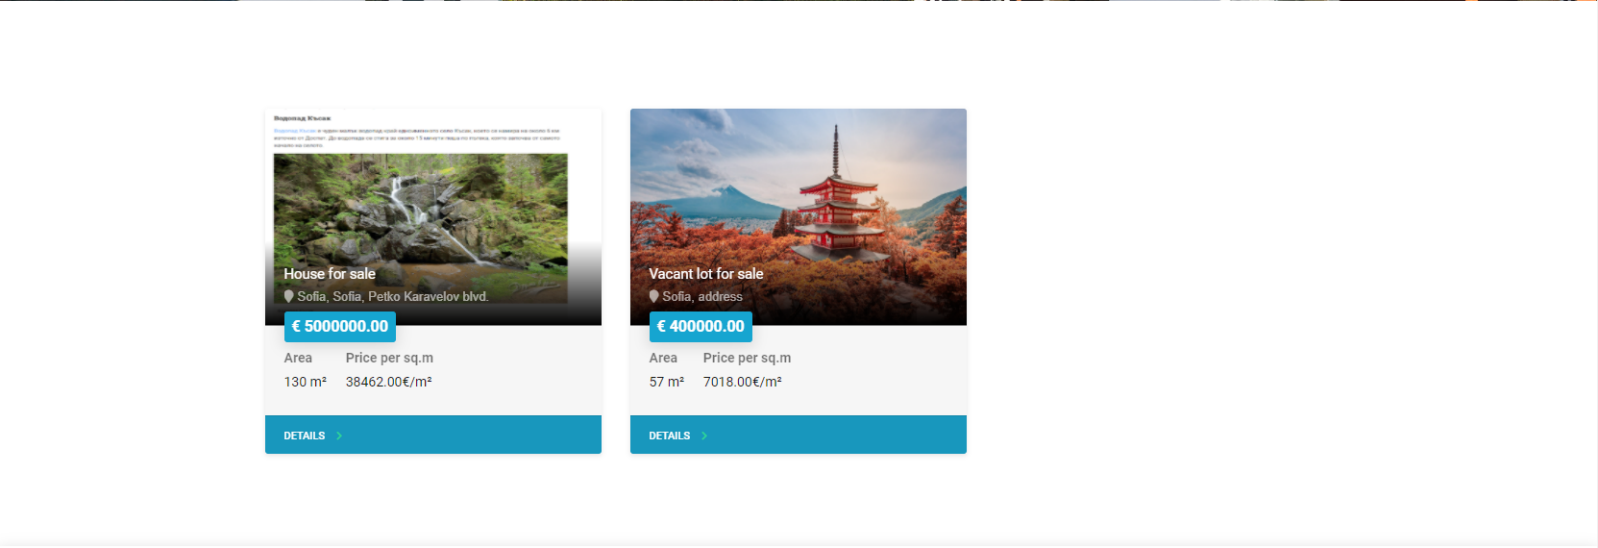 Водопад Късак
House for sale
Sofia, Sofia, Petko Karavelov blvd.
€ 5000000.00
Area Price per sq.m
130 m² 38462.00€/m²
DETAILS
Vacant lot for sale
Sofia, address
€ 400000.00
Area Price per sq.m
57 m² 7018.00€/m²
DETAILS